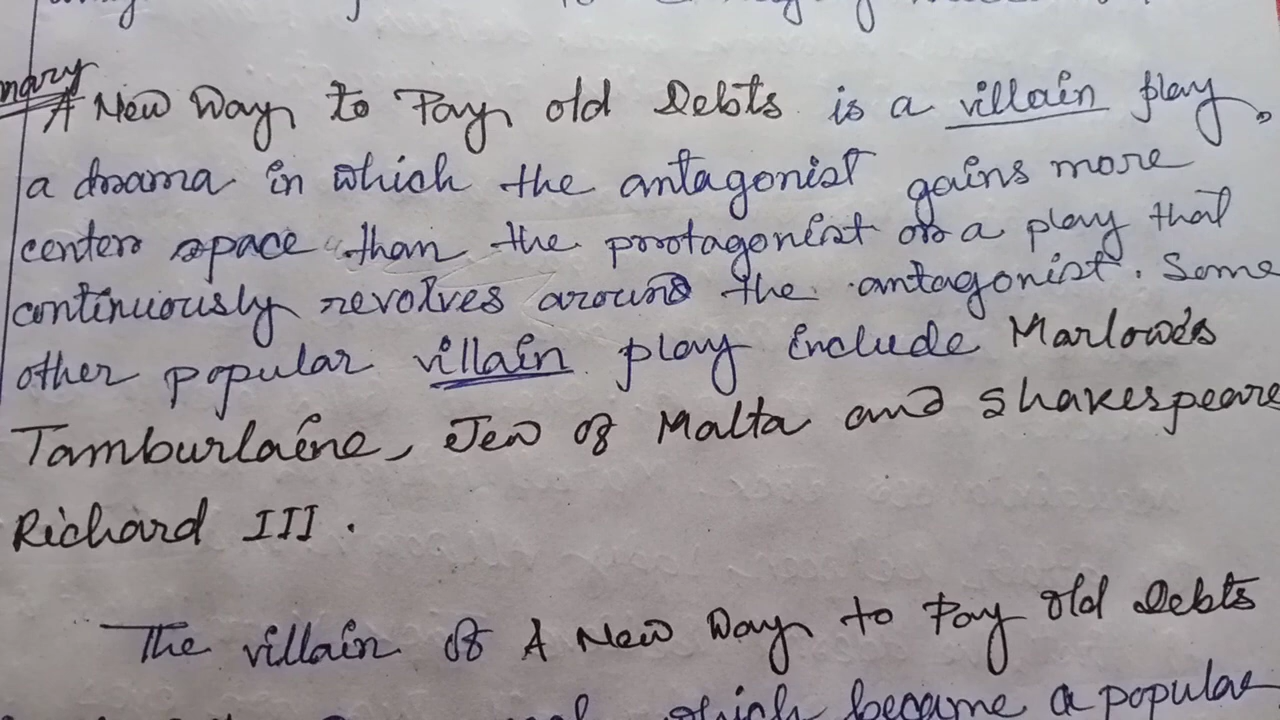 mary
A New Way to Pay old Debts is a villain play,
a drama in which the antagonist gains more
center space than the protagonist or a play that
continuously revolves around the antagonist. Some
other popular villain play include Marlowe's
Tamburlaine, Jew of Malta and Shakespeare
Richard III.
The villain of A New Way to Pay old Debts
which became a popular